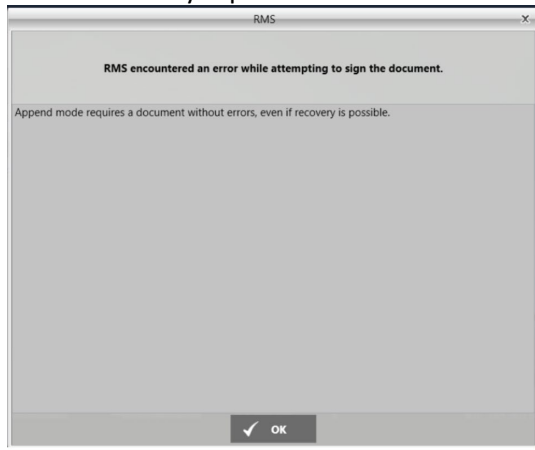 RMS
x
RMS encountered an error while attempting to sign the document.
Append mode requires a document without errors, even if recovery is possible.
OK